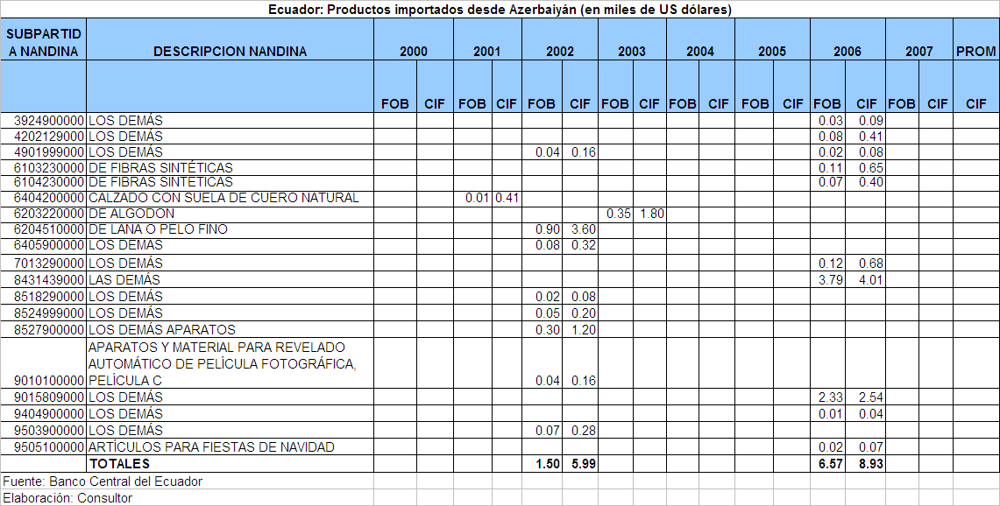 Ecuador: Productos importados desde Azerbaiyán (en miles de US dólares)
SUBPARTID
A NANDINA DESCRIPCION NANDINA 2000 2001 2002 2003 2004 2005 2006 2007 PROM
FOB CIF FOB CIF FOB CIF FOB CIF FOB CIF FOB CIF FOB CIF FOB CIF CIF
3924900000 LOS DEMÁS 0.03 0.09
4202129000 LOS DEMÁS 0.08 0.41
4901999000 LOS DEMÁS 0.04 0.16 0.02 0.08
6103230000 DE FIBRAS SINTÉTICAS 0.11 0.65
6104230000 DE FIBRAS SINTETICAS 0.07 0.40
6404200000 CALZADO CON SUELA DE CUERO NATURAL 0.01 0.41
6203220000 DE ALGODON 0.35 1.80
6204510000 DE LANA O PELO FINO 0.90 3.60
6405900000 LOS DEMAS 0.08 0.32
7013290000 LOS DEMÁS 0.12 0.68
8431439000 LAS DEMÁS 3.79 4.01
8518290000 LOS DEMÁS 0.02 0.08
8524999000 LOS DEMÁS 0.05 0.20
8527900000 LOS DEMÁS APARATOS 0.30 1.20
APARATOS Y MATERIAL PARA REVELADO
AUTOMÁTICO DE PELÍCULA FOTOGRÁFICA,
9010100000 PELÍCULA C 0.04 0.16
9015809000 LOS DEMÁS 2.33 2.54
9404900000 LOS DEMÁS 0.01 0.04
9503900000 LOS DEMÁS 0.07 0.28
9505100000 ARTÍCULOS PARA FIESTAS DE NAVIDAD 0.02 0.07
TOTALES 1.50 5.99 6.57 8.93
Fuente: Banco Central del Ecuador
Elaboración: Consultor